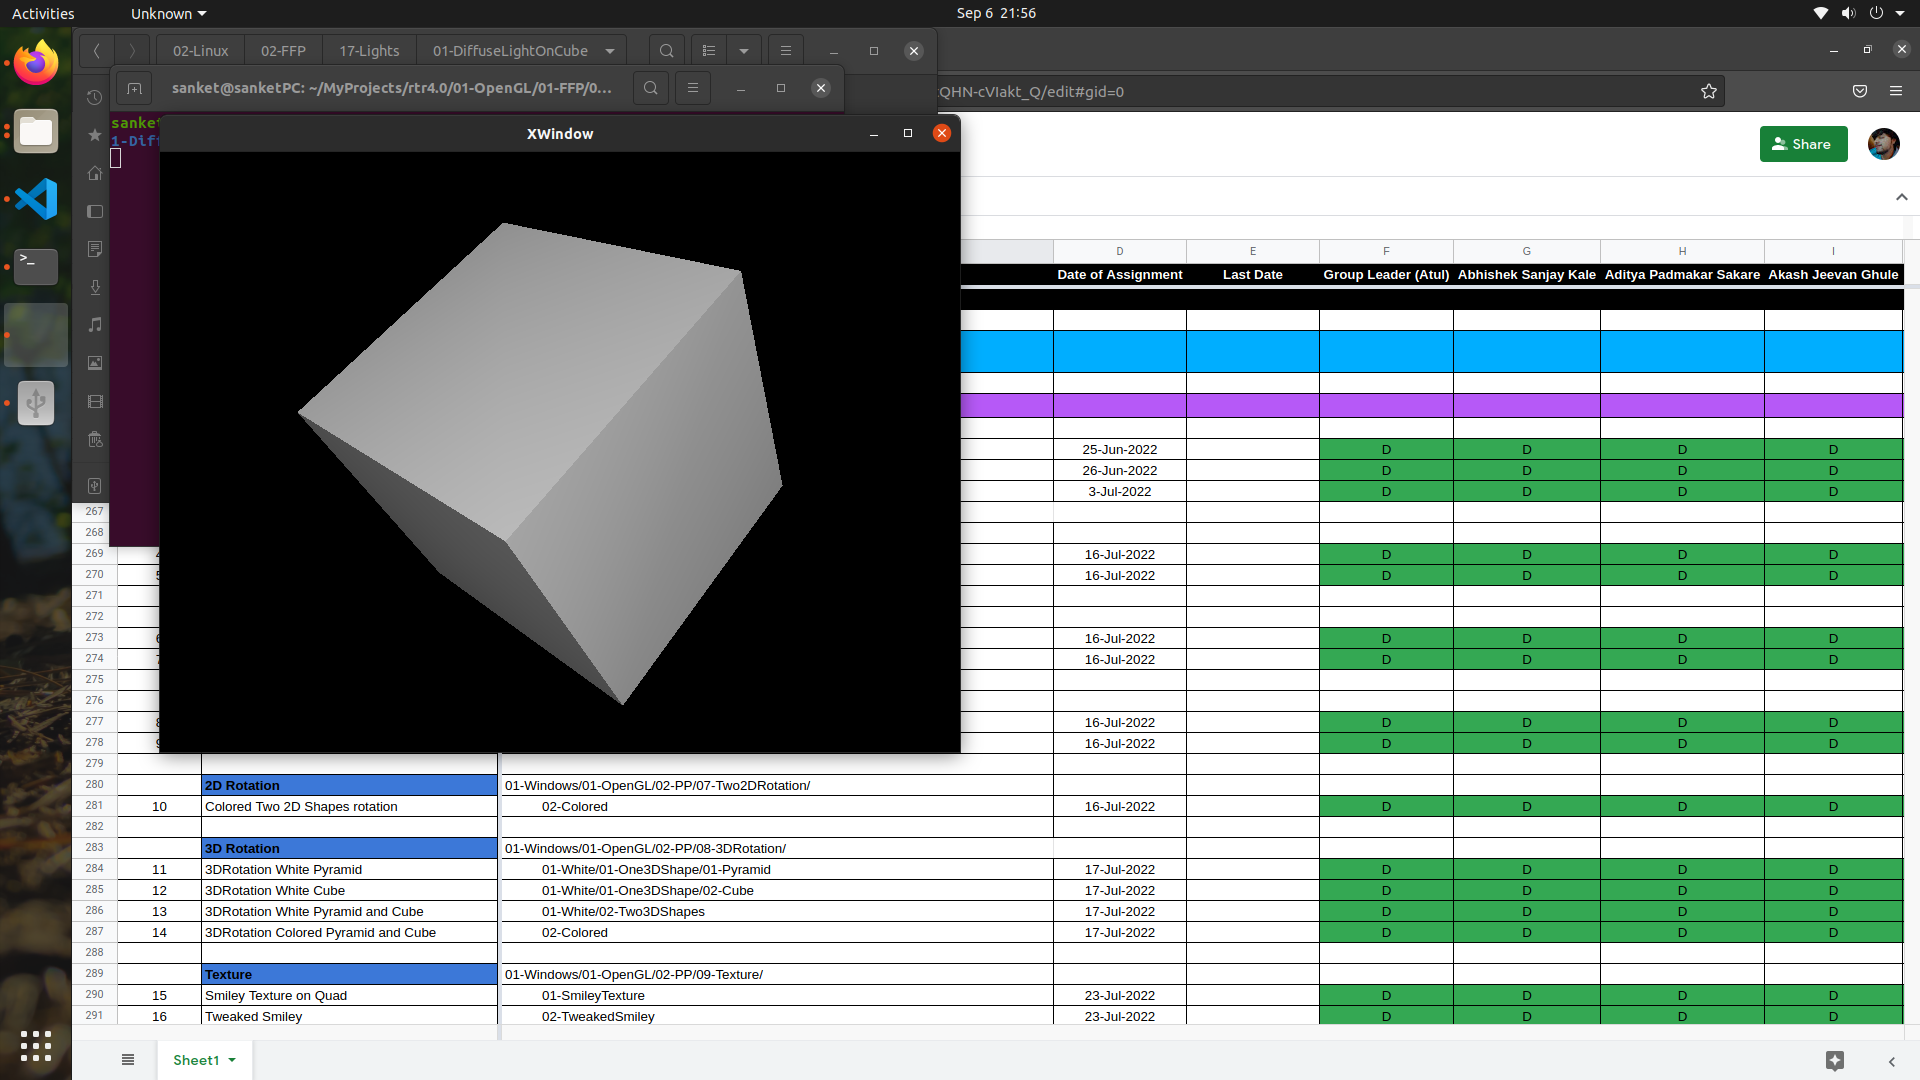 Activities Unknown Sep 6 21:56
02-Linux 02-FFP 17-Lights 01-DiffuseLightOnCube
sanket@sanketPC: ~/MyProjects/rtr4.0/01-OpenGL/01-FFP/0...
QHN-cVIakt_Q/edit#gid=0
XWindow
Share
D E F G H I
Date of Assignment Last Date Group Leader (Atul) Abhishek Sanjay Kale Aditya Padmakar Sakare Akash Jeevan Ghule
25-Jun-2022 D D D D
26-Jun-2022 D D D D
3-Jul-2022 D D D D
267
268
269 16-Jul-2022 D D D D
270 16-Jul-2022 D D D D
271
272
273 16-Jul-2022 D D D D
274 16-Jul-2022 D D D D
275
276
277 16-Jul-2022 D D D D
278 16-Jul-2022 D D D D
279
280 2D Rotation 01-Windows/01-OpenGL/02-PP/07-Two2DRotation/
281 10 Colored Two 2D Shapes rotation 02-Colored 16-Jul-2022 D D D D
282
283 3D Rotation 01-Windows/01-OpenGL/02-PP/08-3DRotation/
284 11 3DRotation White Pyramid 01-White/01-One3DShape/01-Pyramid 17-Jul-2022 D D D D
285 12 3DRotation White Cube 01-White/01-One3DShape/02-Cube 17-Jul-2022 D D D D
286 13 3DRotation White Pyramid and Cube 01-White/02-Two3DShapes 17-Jul-2022 D D D D
287 14 3DRotation Colored Pyramid and Cube 02-Colored 17-Jul-2022 D D D D
288
289 Texture 01-Windows/01-OpenGL/02-PP/09-Texture/
290 15 Smiley Texture on Quad 01-SmileyTexture 23-Jul-2022 D D D D
291 16 Tweaked Smiley 02-TweakedSmiley 23-Jul-2022 D D D D
Sheet1